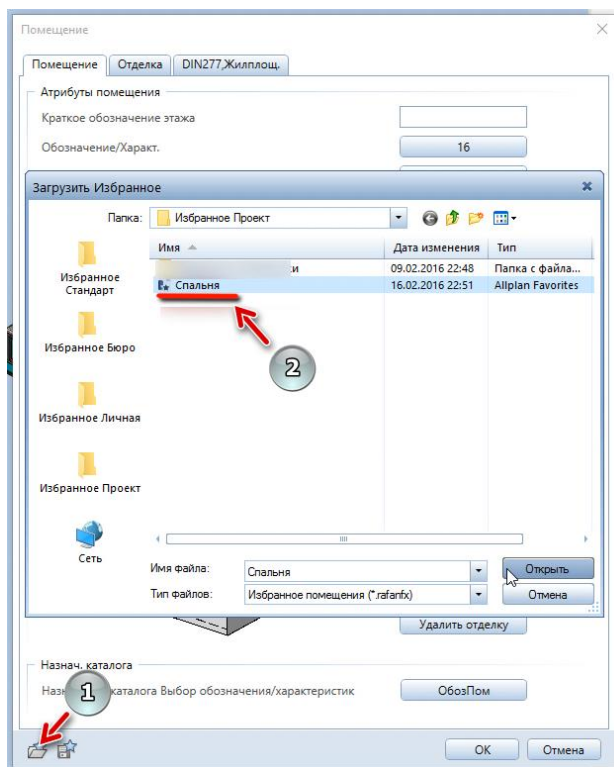 Помещение
Помещение Отделка DIN277,Жилплощ.
Атрибуты помещения
Краткое обозначение этажа
Обозначение/Характ. 16
Загрузить Избранное
Папка: Избранное Проект
Имя Дата изменения Тип
09.02.2016 22:48 Папка с файла...
Спальня 16.02.2016 22:51 Allplan Favorites
Избранное Стандарт
2
Избранное Бюро
Избранное Личная
Избранное Проект
Сеть
Имя файла: Спальня Открыть
Тип файлов: Избранное помещения (*.rafanfx) Отмена
Удалить отделку
Назнач. каталога
1
каталога Выбор обозначения/характеристик ОбозПом
OK Отмена